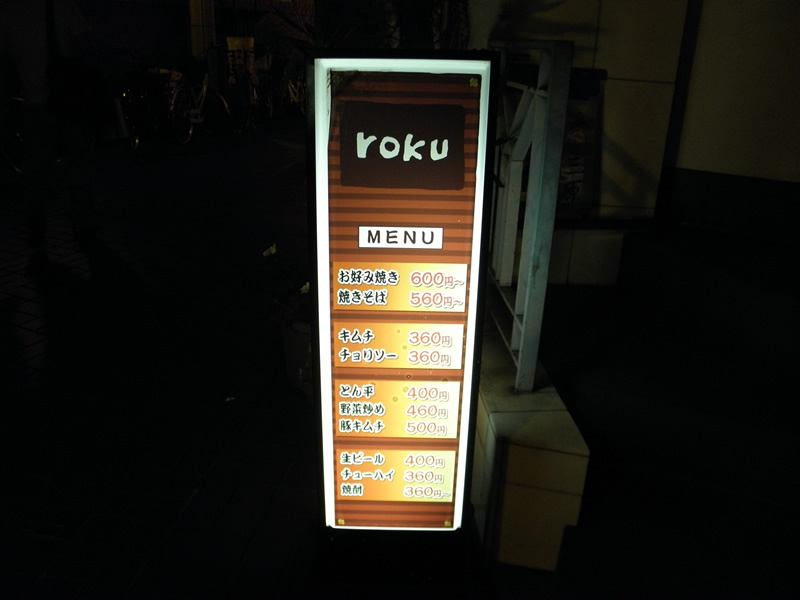 roku
MENU
お好み焼き 600円～
焼きそば 560円～
キムチ 360円
チョリソー 360円
とん平 400円
野菜炒め 460円
豚キムチ 500円
生ビール 400円
チューハイ 360円
焼酎 360円～